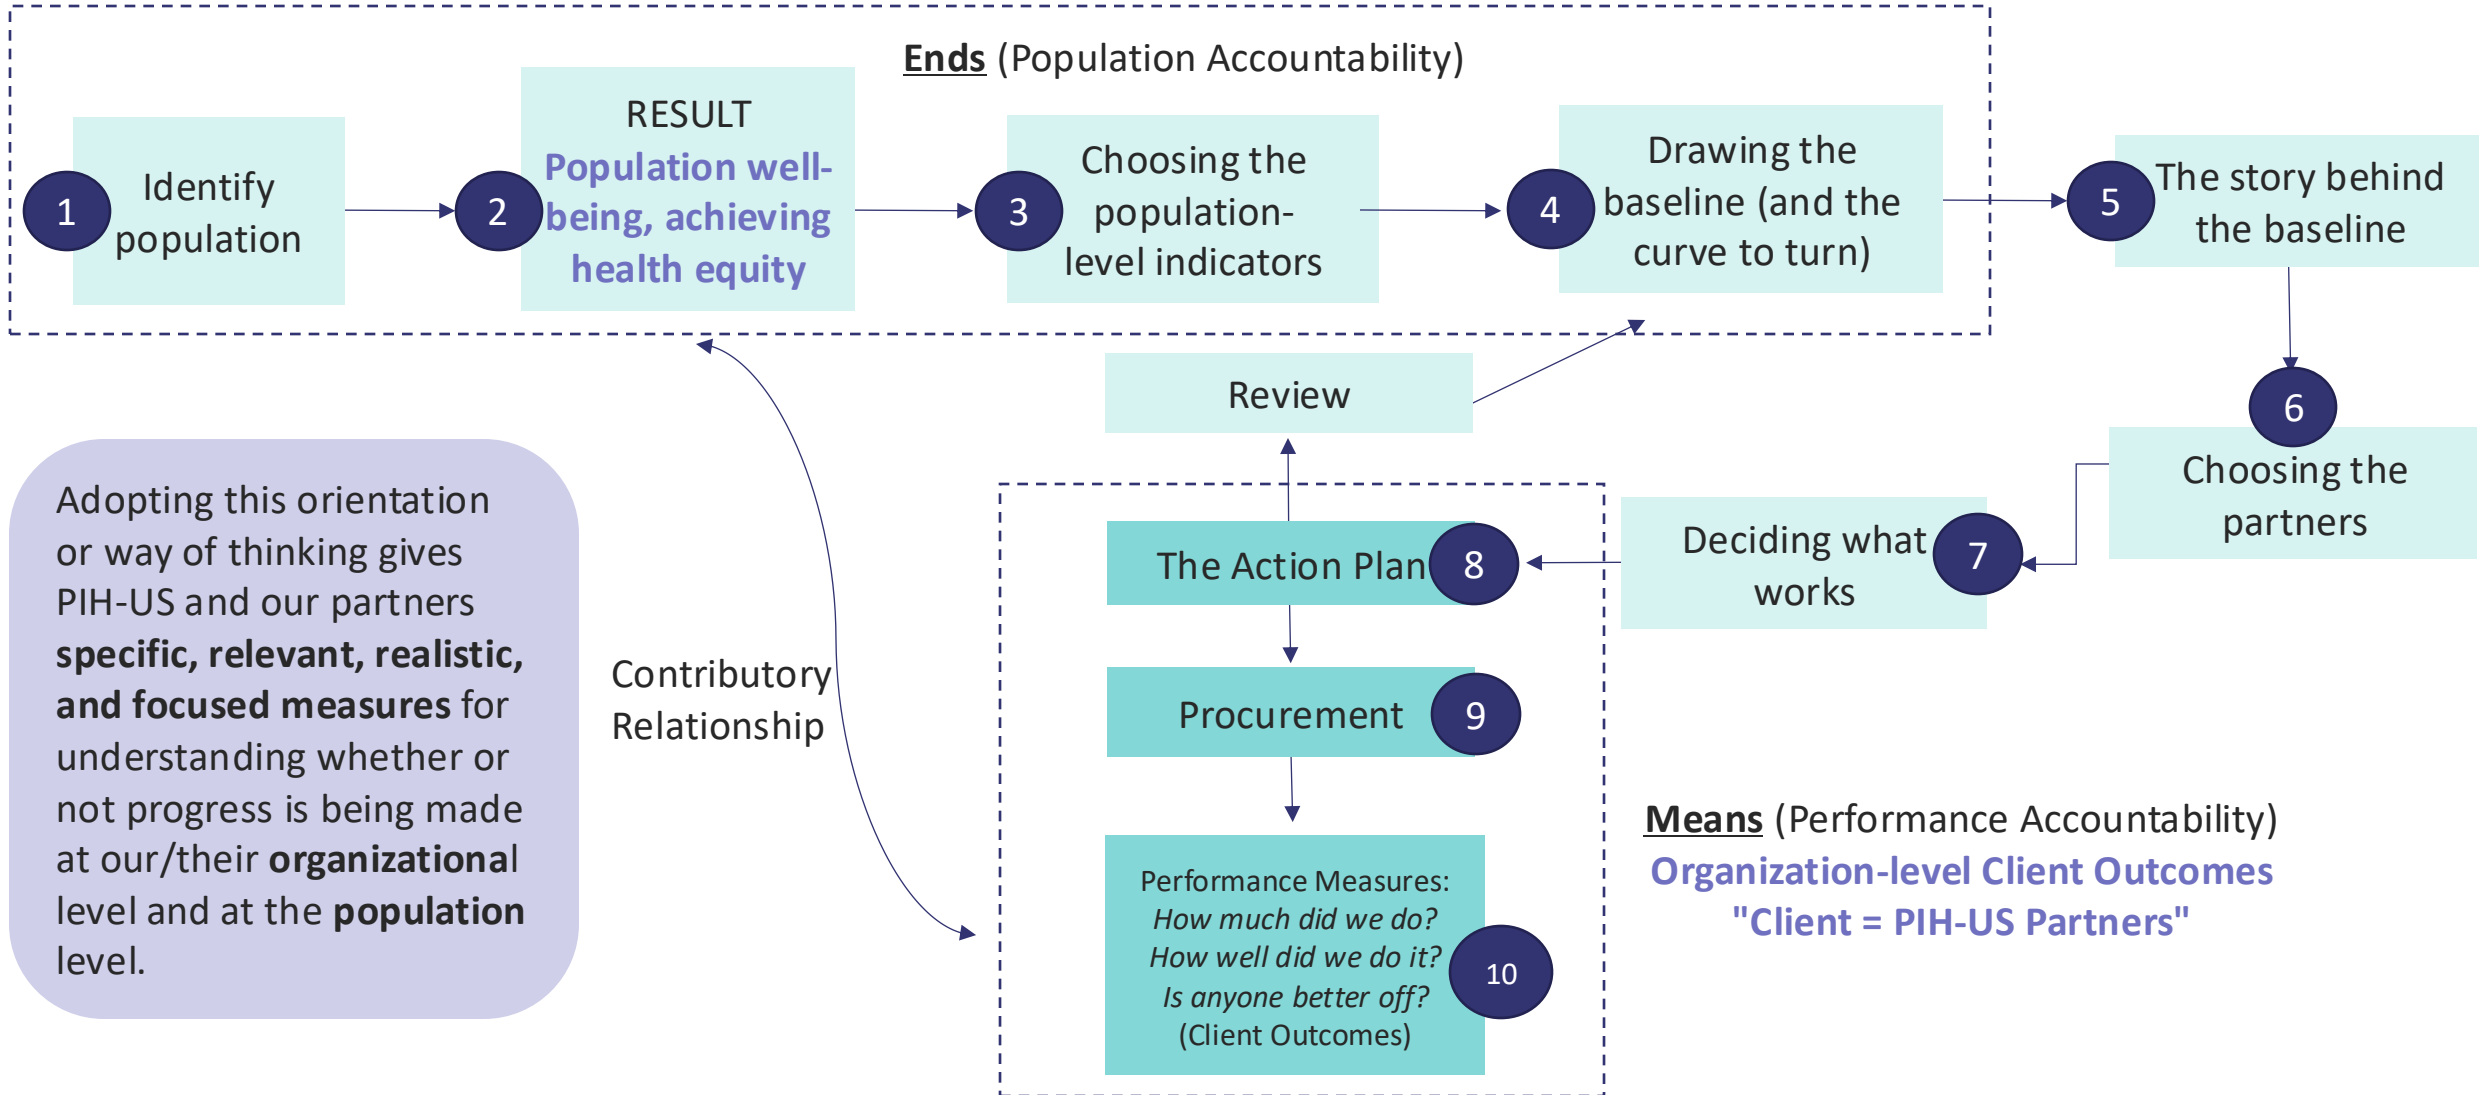 Ends (Population Accountability)
1
Identify
population
2
RESULT
Population well-
being, achieving
health equity
3
Choosing the
population-
level indicators
4
Drawing the
baseline (and the
curve to turn)
5
The story behind
the baseline
6
Choosing the
partners
7
Deciding what
works
Review
The Action Plan
8
Procurement
9
Performance Measures:
How much did we do?
How well did we do it?
Is anyone better off?
(Client Outcomes)
10
Means (Performance Accountability)
Organization-level Client Outcomes
"Client = PIH-US Partners"
Contributory
Relationship
Adopting this orientation
or way of thinking gives
PIH-US and our partners
specific, relevant, realistic,
and focused measures for
understanding whether or
not progress is being made
at our/their organizational
level and at the population
level.